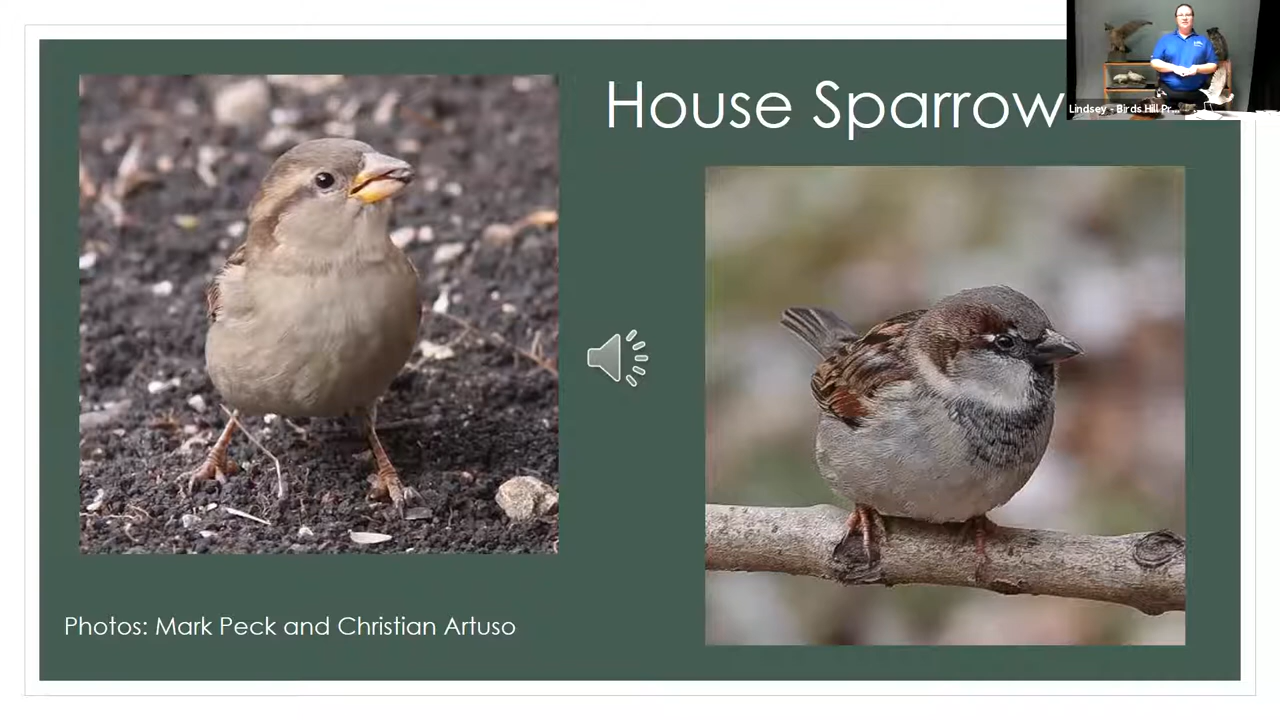 House Sparrow
Lindsey - Birds Hill Pr...
Photos: Mark Peck and Christian Artuso